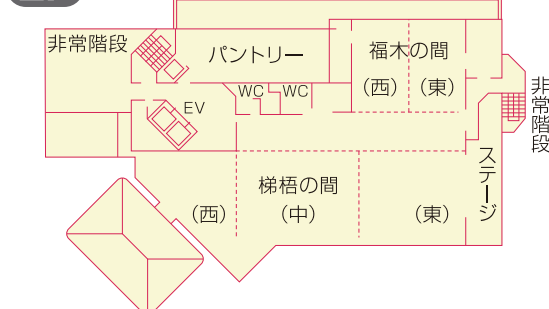 非常階段
パントリー
福木の間
（西）（東）
WC
WC
EV
非常階段
ステージ
梯梧の間
（西）
（中）
（東）